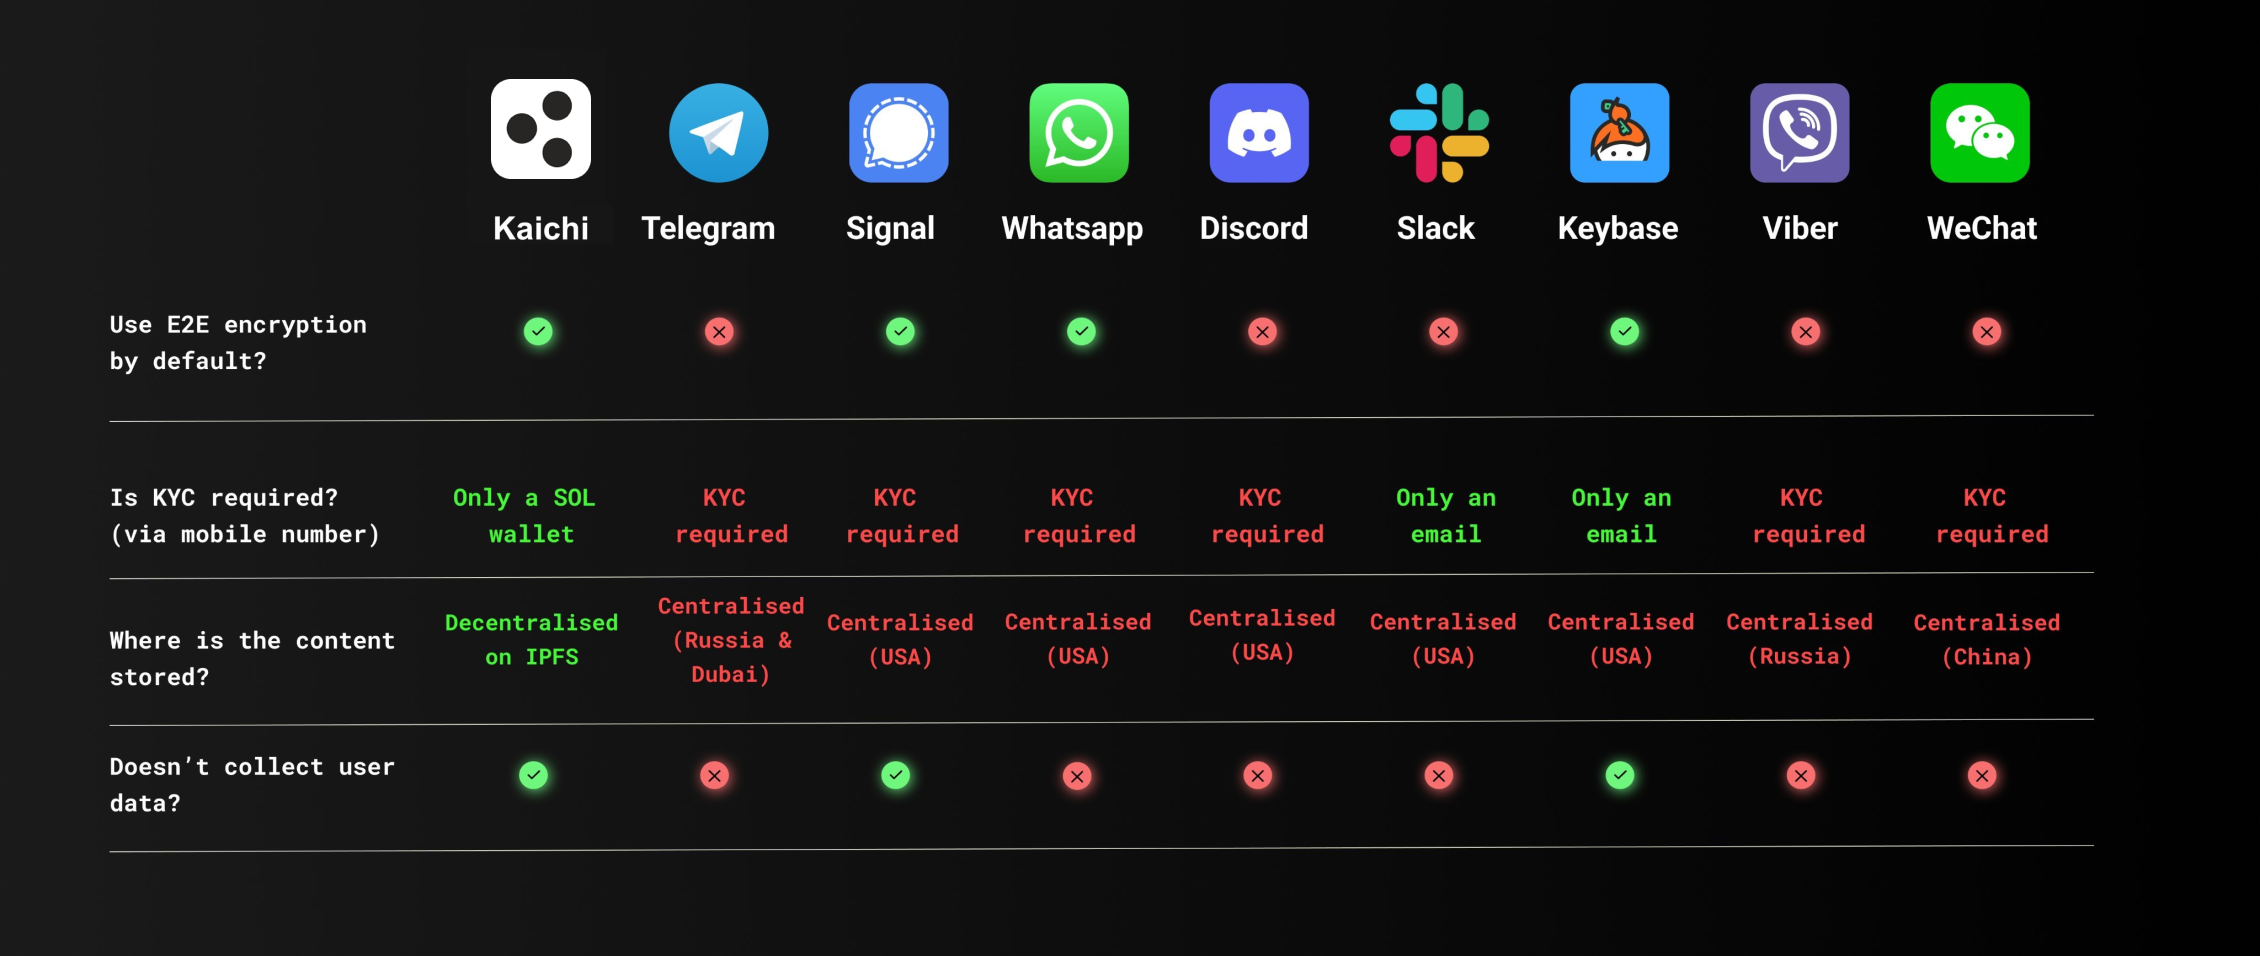 Kaichi Telegram Signal Whatsapp Discord Slack Keybase Viber WeChat
Use E2E encryption
by default?
Is KYC required? Only a SOL KYC KYC KYC KYC Only an Only an KYC KYC
(via mobile number) wallet required required required required email email required required
Where is the content
stored?
Decentralised
on IPFS
Centralised
(Russia &
Dubai)
Centralised
(USA)
Centralised
(USA)
Centralised
(USA)
Centralised
(USA)
Centralised
(USA)
Centralised
(Russia)
Centralised
(China)
Doesn’t collect user
data?